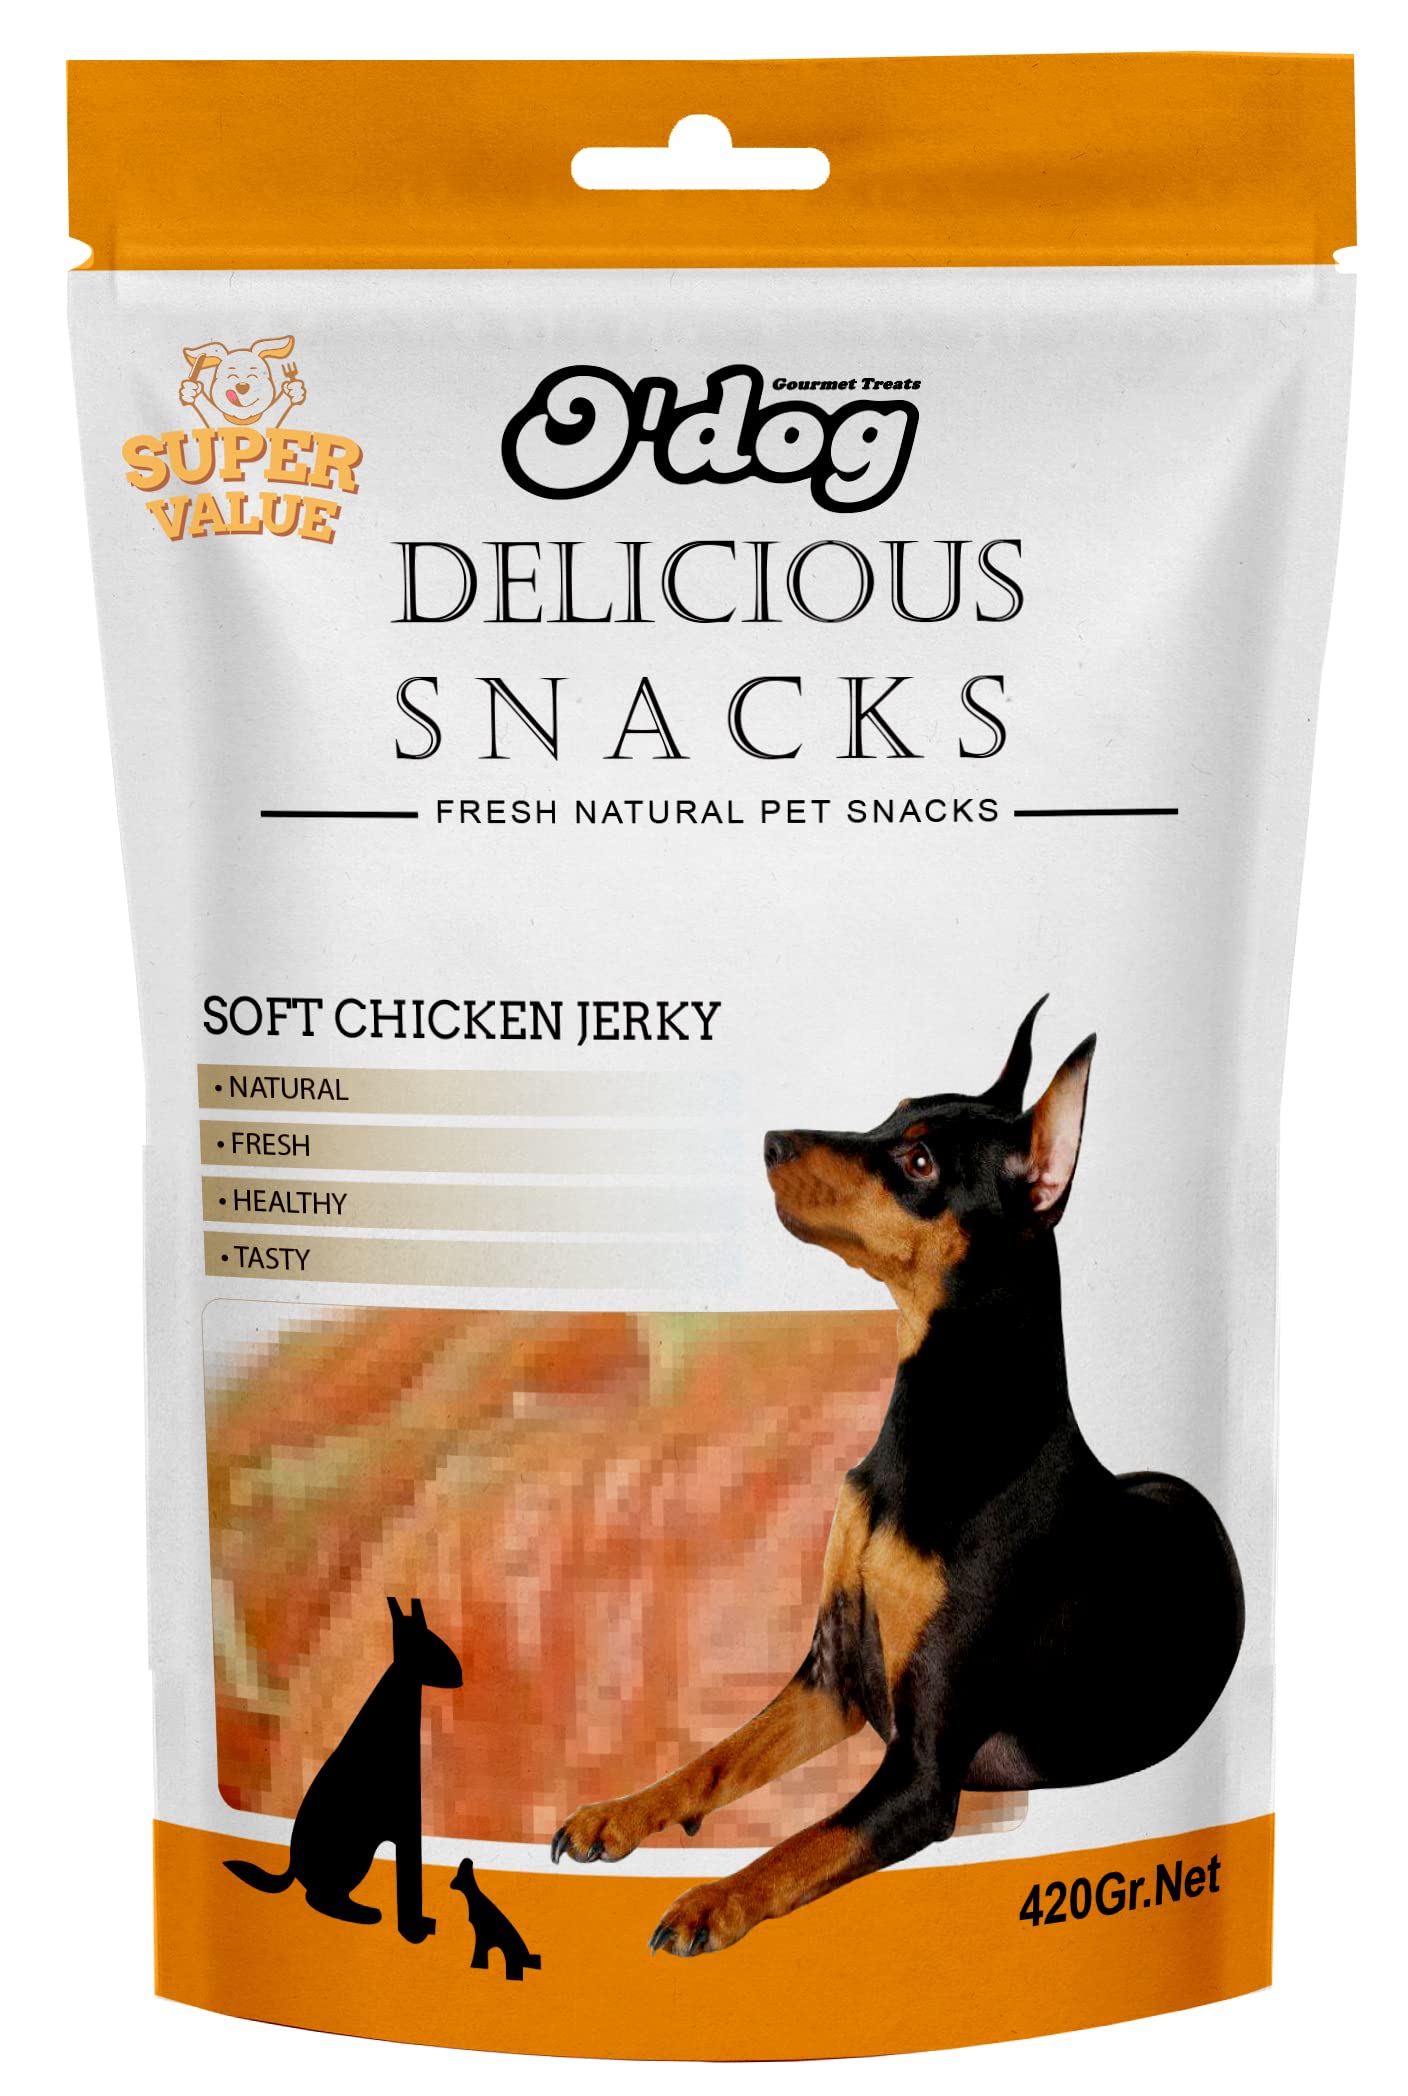 SUPER
VALUE
O'dog
Gourmet Treats
DELICIOUS
SNACKS
FRESH NATURAL PET SNACKS
SOFT CHICKEN JERKY
• NATURAL
• FRESH
• HEALTHY
• TASTY
420Gr.Net